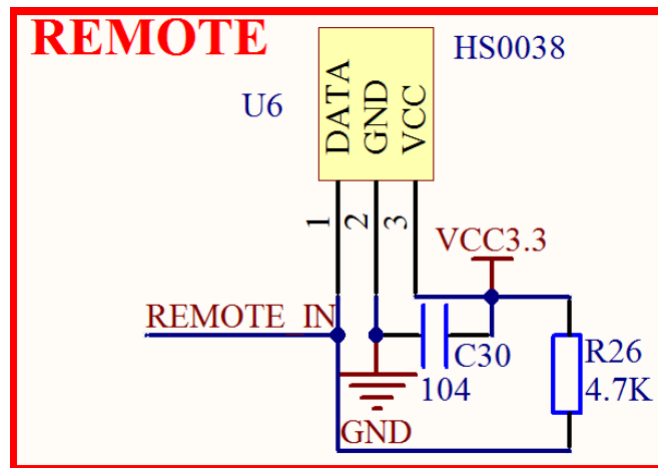 REMOTE
HS0038
U6
DATA
GND
VCC
1
2
3
VCC3.3
REMOTE_IN
C30
104
R26
4.7K
GND